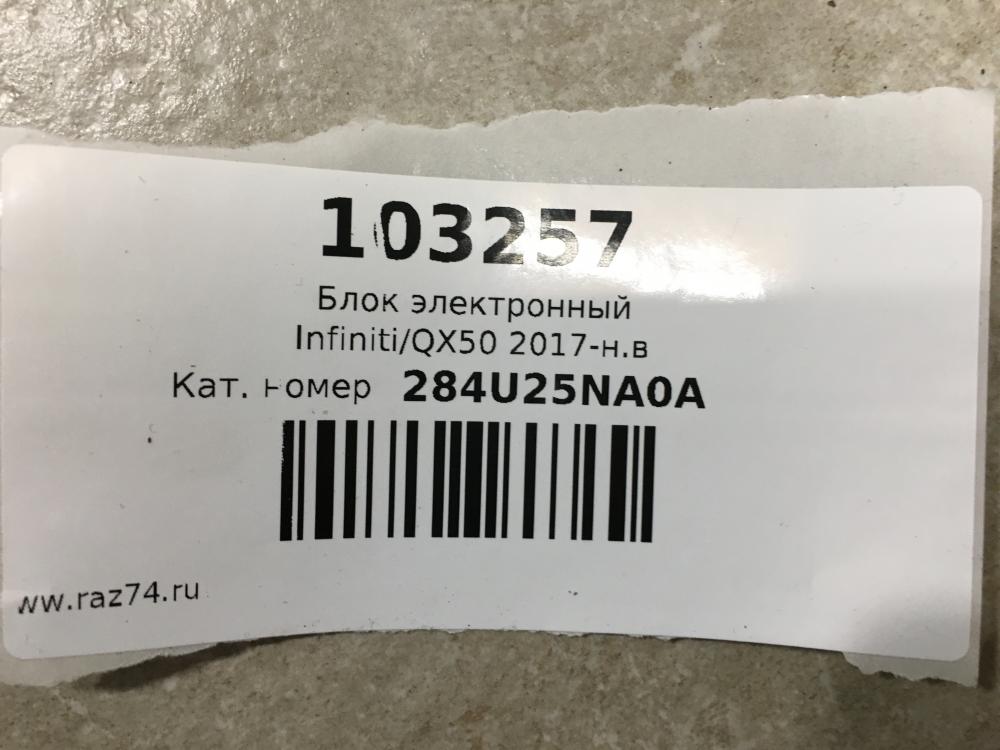 103257
Блок электронный
Infiniti/QX50 2017-н.в
Кат. номер 284U25NA0A
ww.raz74.ru